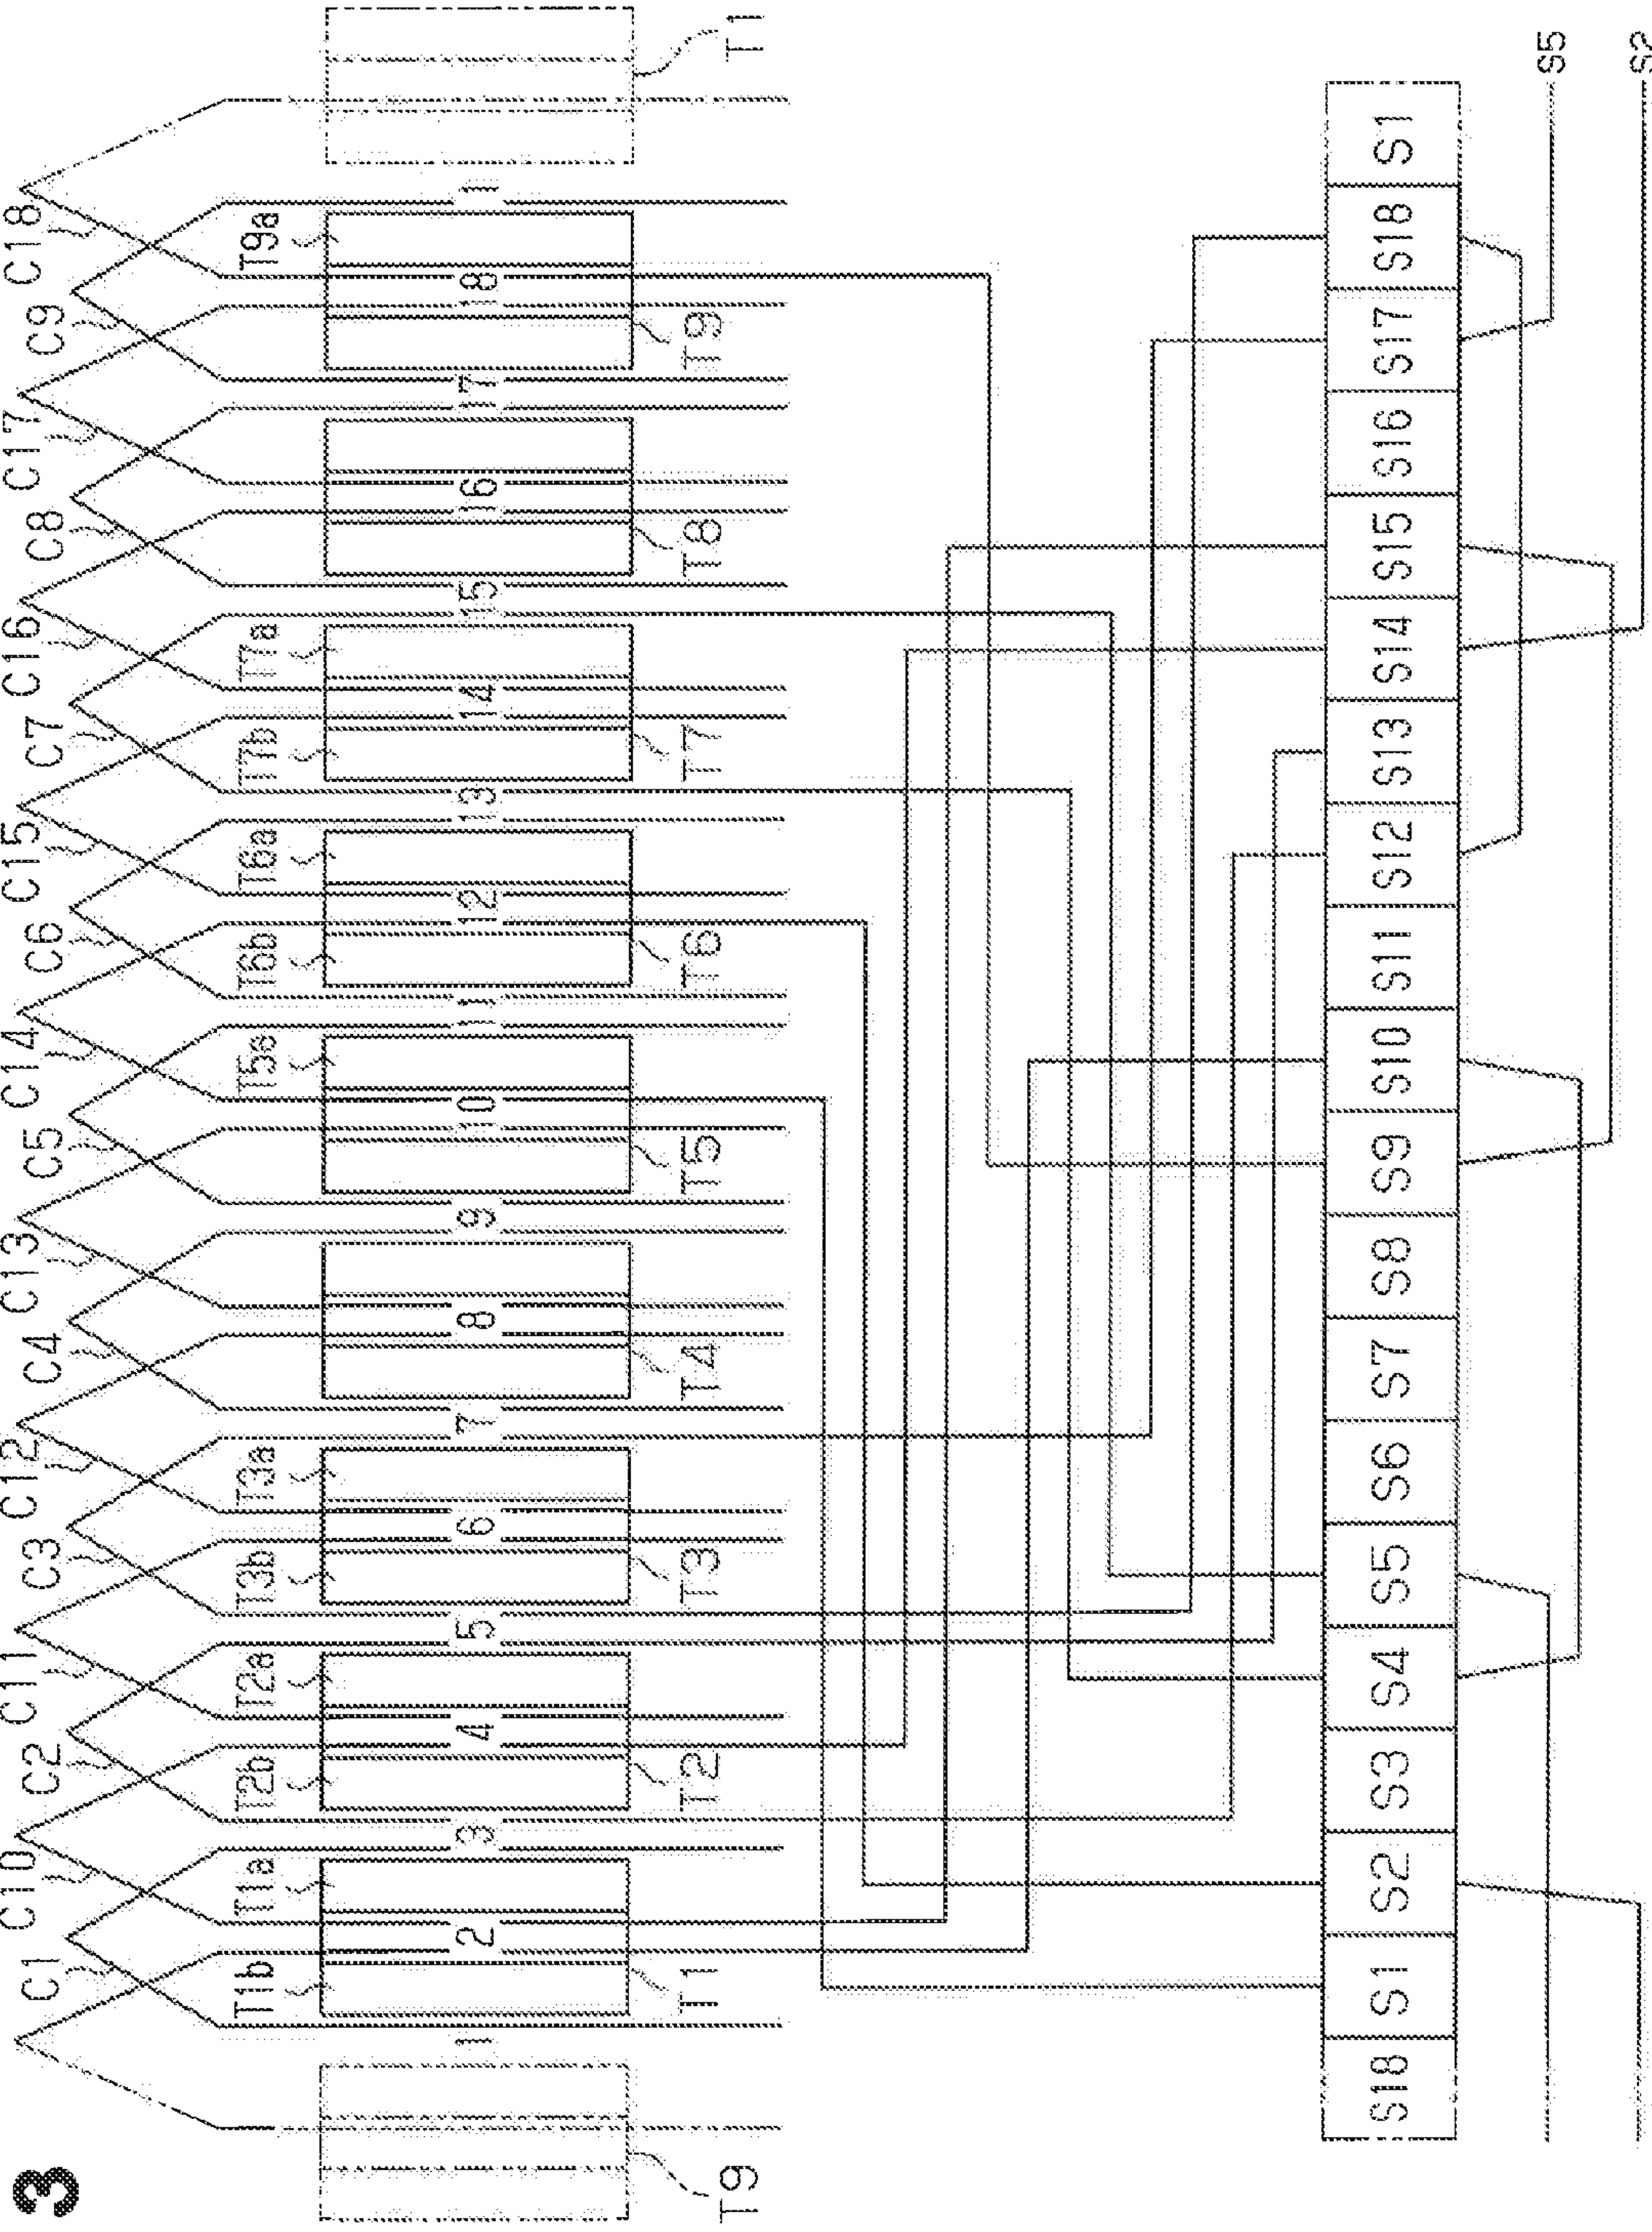 3
C1 C10 C2 C11 C3 C12 C4 C13 C5 C14 C6 C15 C7 C16 C8 C17 C9 C18
T1b T1a T2b T2a T3b T3a T5a T6b T6a T7b T7a T9a
1 2 3 4 5 6 7 8 9 10 11 12 13 14 15 16 17 18 1
T9 T1 T2 T3 T4 T5 T6 T7 T8 T9 T1
S18 S1 S2 S3 S4 S5 S6 S7 S8 S9 S10 S11 S12 S13 S14 S15 S16 S17 S18 S1
S5
S2